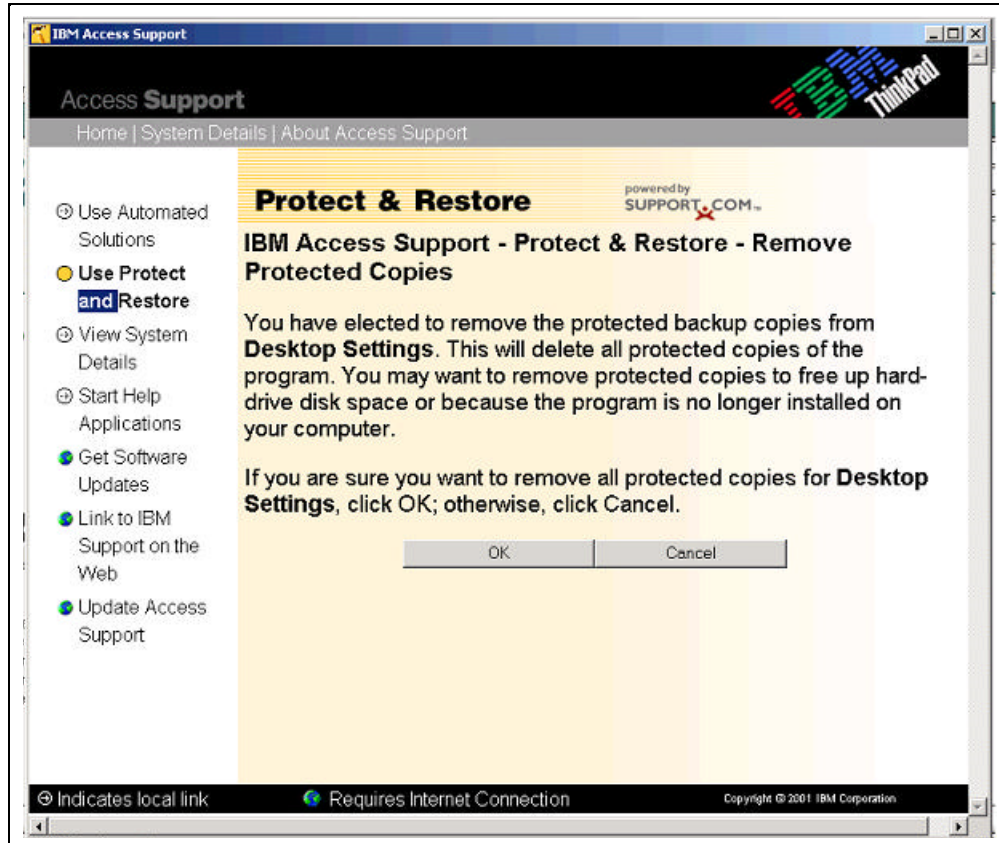 IBM Access Support
IBM
ThinkPad
Access Support
Home | System Details | About Access Support
Use Automated
Solutions
Use Protect
and Restore
View System
Details
Start Help
Applications
Get Software
Updates
Link to IBM
Support on the
Web
Update Access
Support
Protect & Restore
powered by
SUPPORT.COM™
IBM Access Support - Protect & Restore - Remove
Protected Copies
You have elected to remove the protected backup copies from
Desktop Settings. This will delete all protected copies of the
program. You may want to remove protected copies to free up hard-
drive disk space or because the program is no longer installed on
your computer.
If you are sure you want to remove all protected copies for Desktop
Settings, click OK; otherwise, click Cancel.
OK
Cancel
Indicates local link
Requires Internet Connection
Copyright © 2001 IBM Corporation